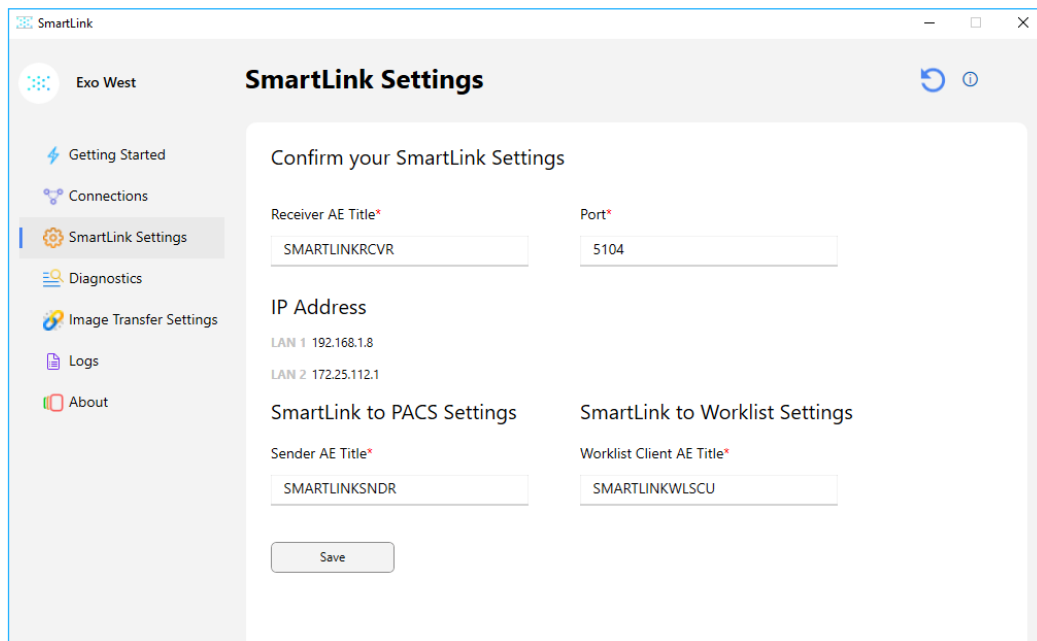 SmartLink
Exo West
SmartLink Settings
Getting Started
Connections
SmartLink Settings
Diagnostics
Image Transfer Settings
Logs
About
Confirm your SmartLink Settings
Receiver AE Title* Port*
SMARTLINKRCVR 5104
IP Address
LAN 1 192.168.1.8
LAN 2 172.25.112.1
SmartLink to PACS Settings SmartLink to Worklist Settings
Sender AE Title* Worklist Client AE Title*
SMARTLINKSNDR SMARTLINKWLSCU
Save